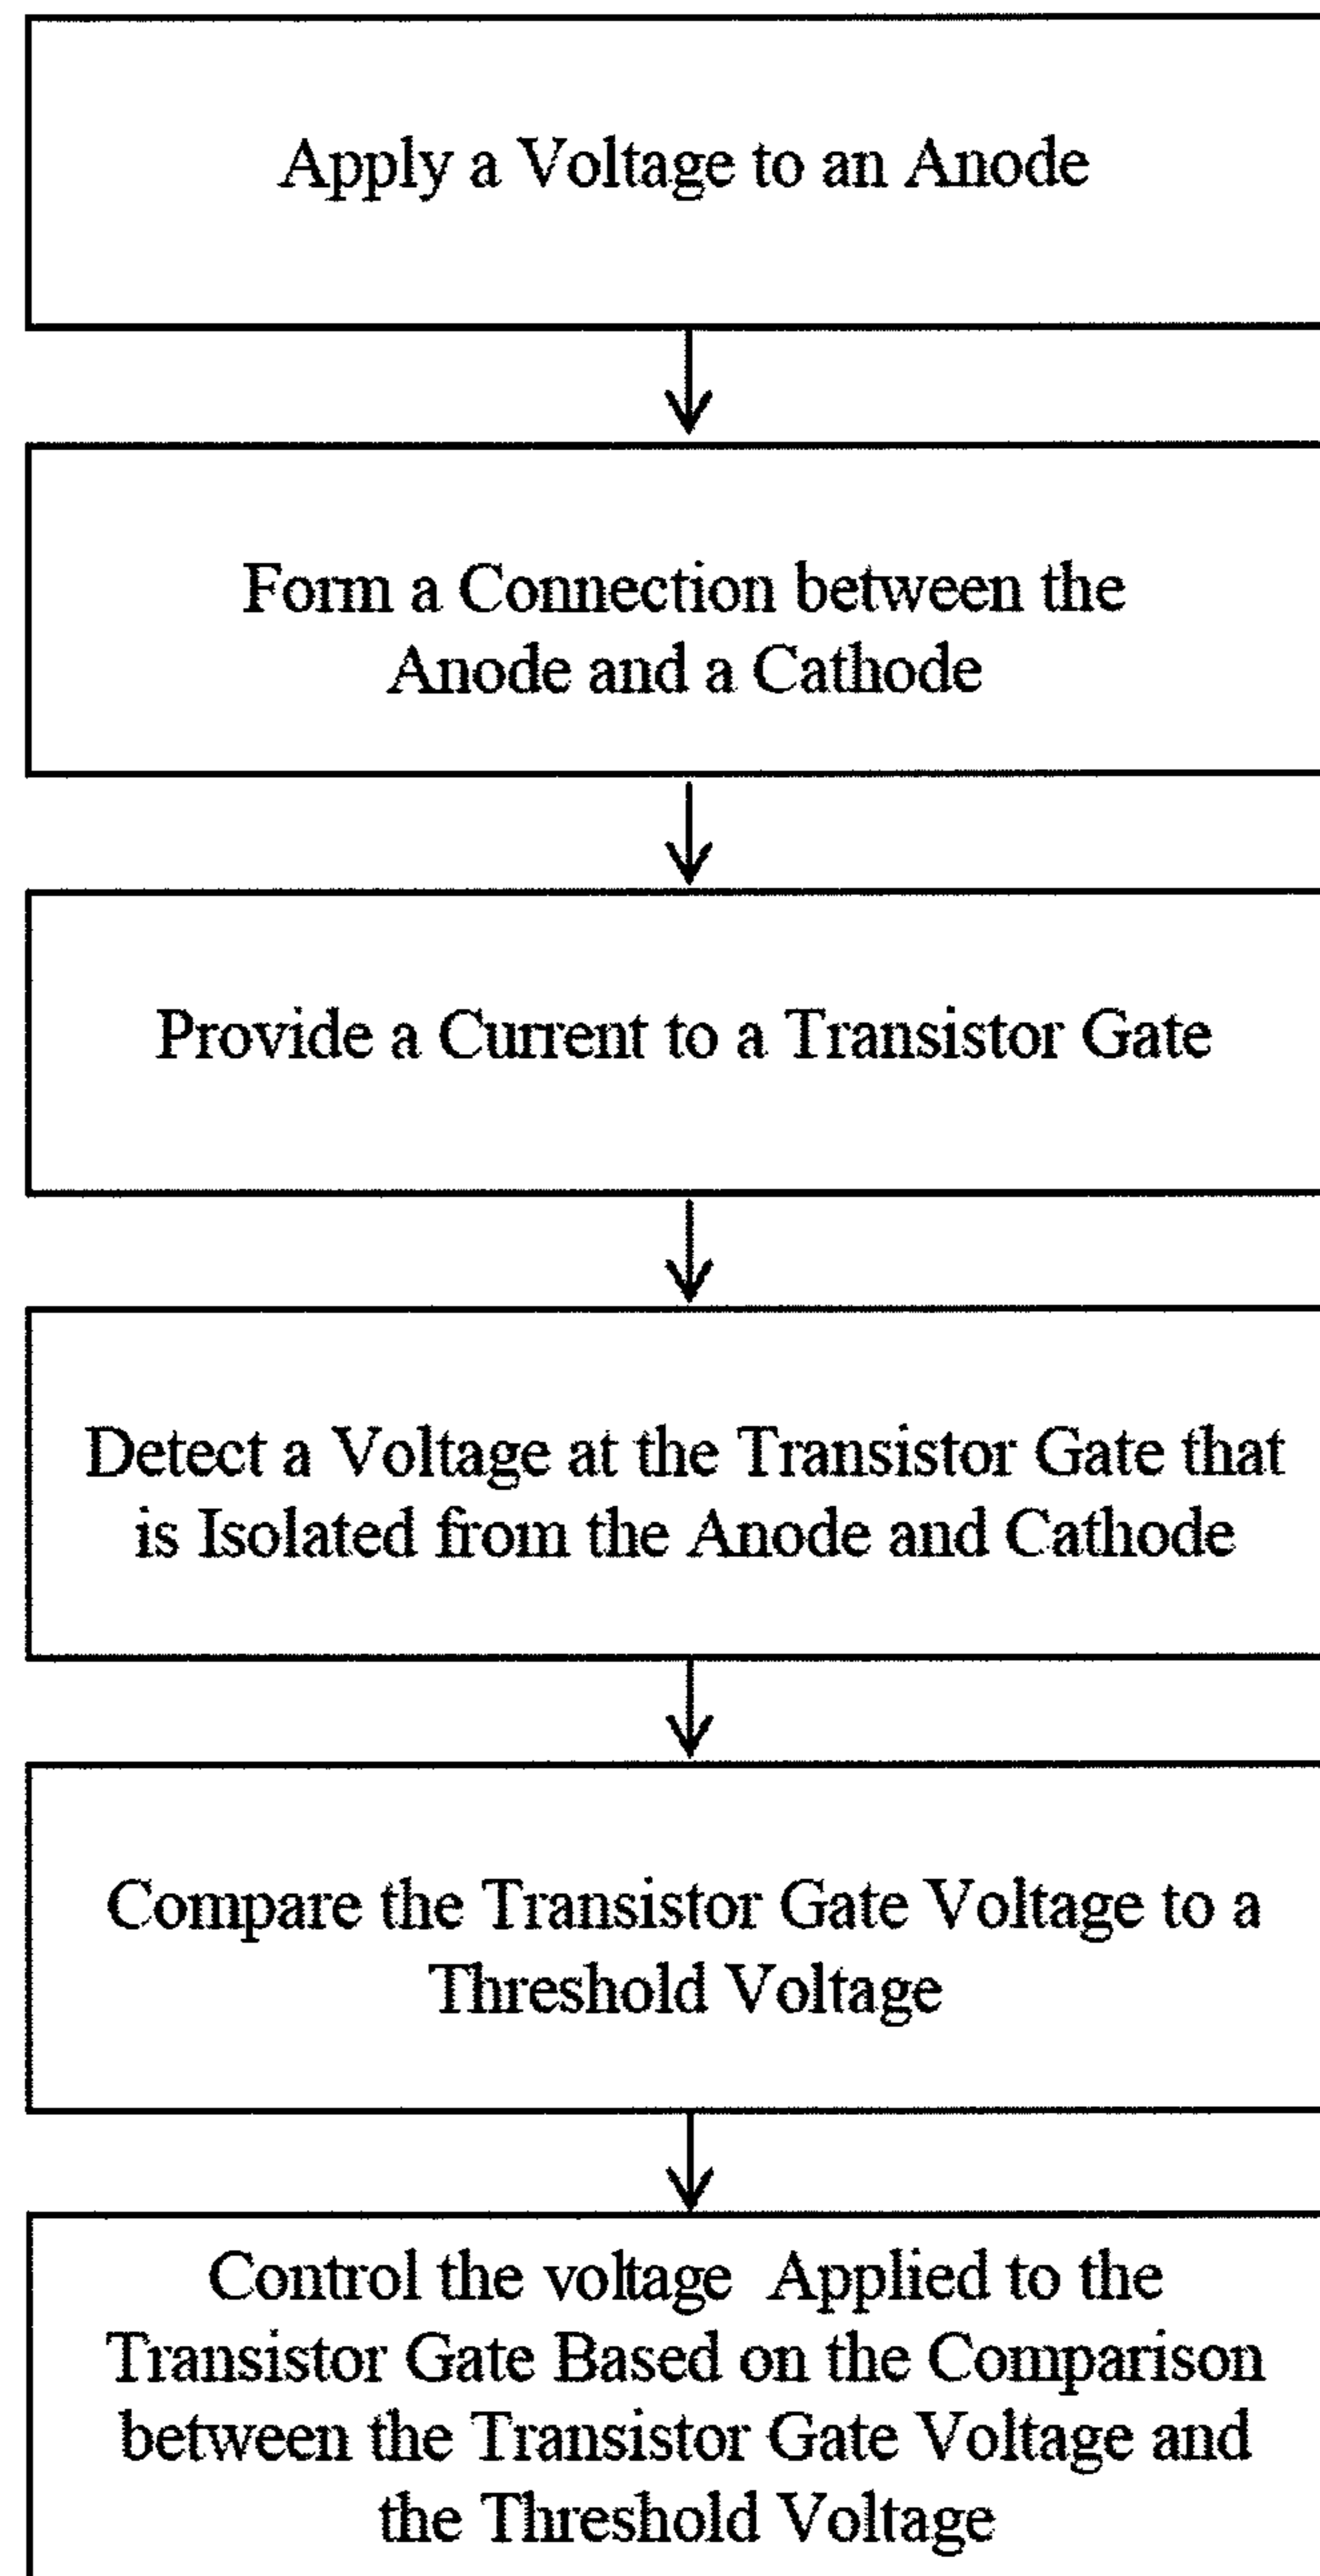 Apply a Voltage to an Anode
Form a Connection between the
Anode and a Cathode
Provide a Current to a Transistor Gate
Detect a Voltage at the Transistor Gate that
is Isolated from the Anode and Cathode
Compare the Transistor Gate Voltage to a
Threshold Voltage
Control the voltage Applied to the
Transistor Gate Based on the Comparison
between the Transistor Gate Voltage and
the Threshold Voltage